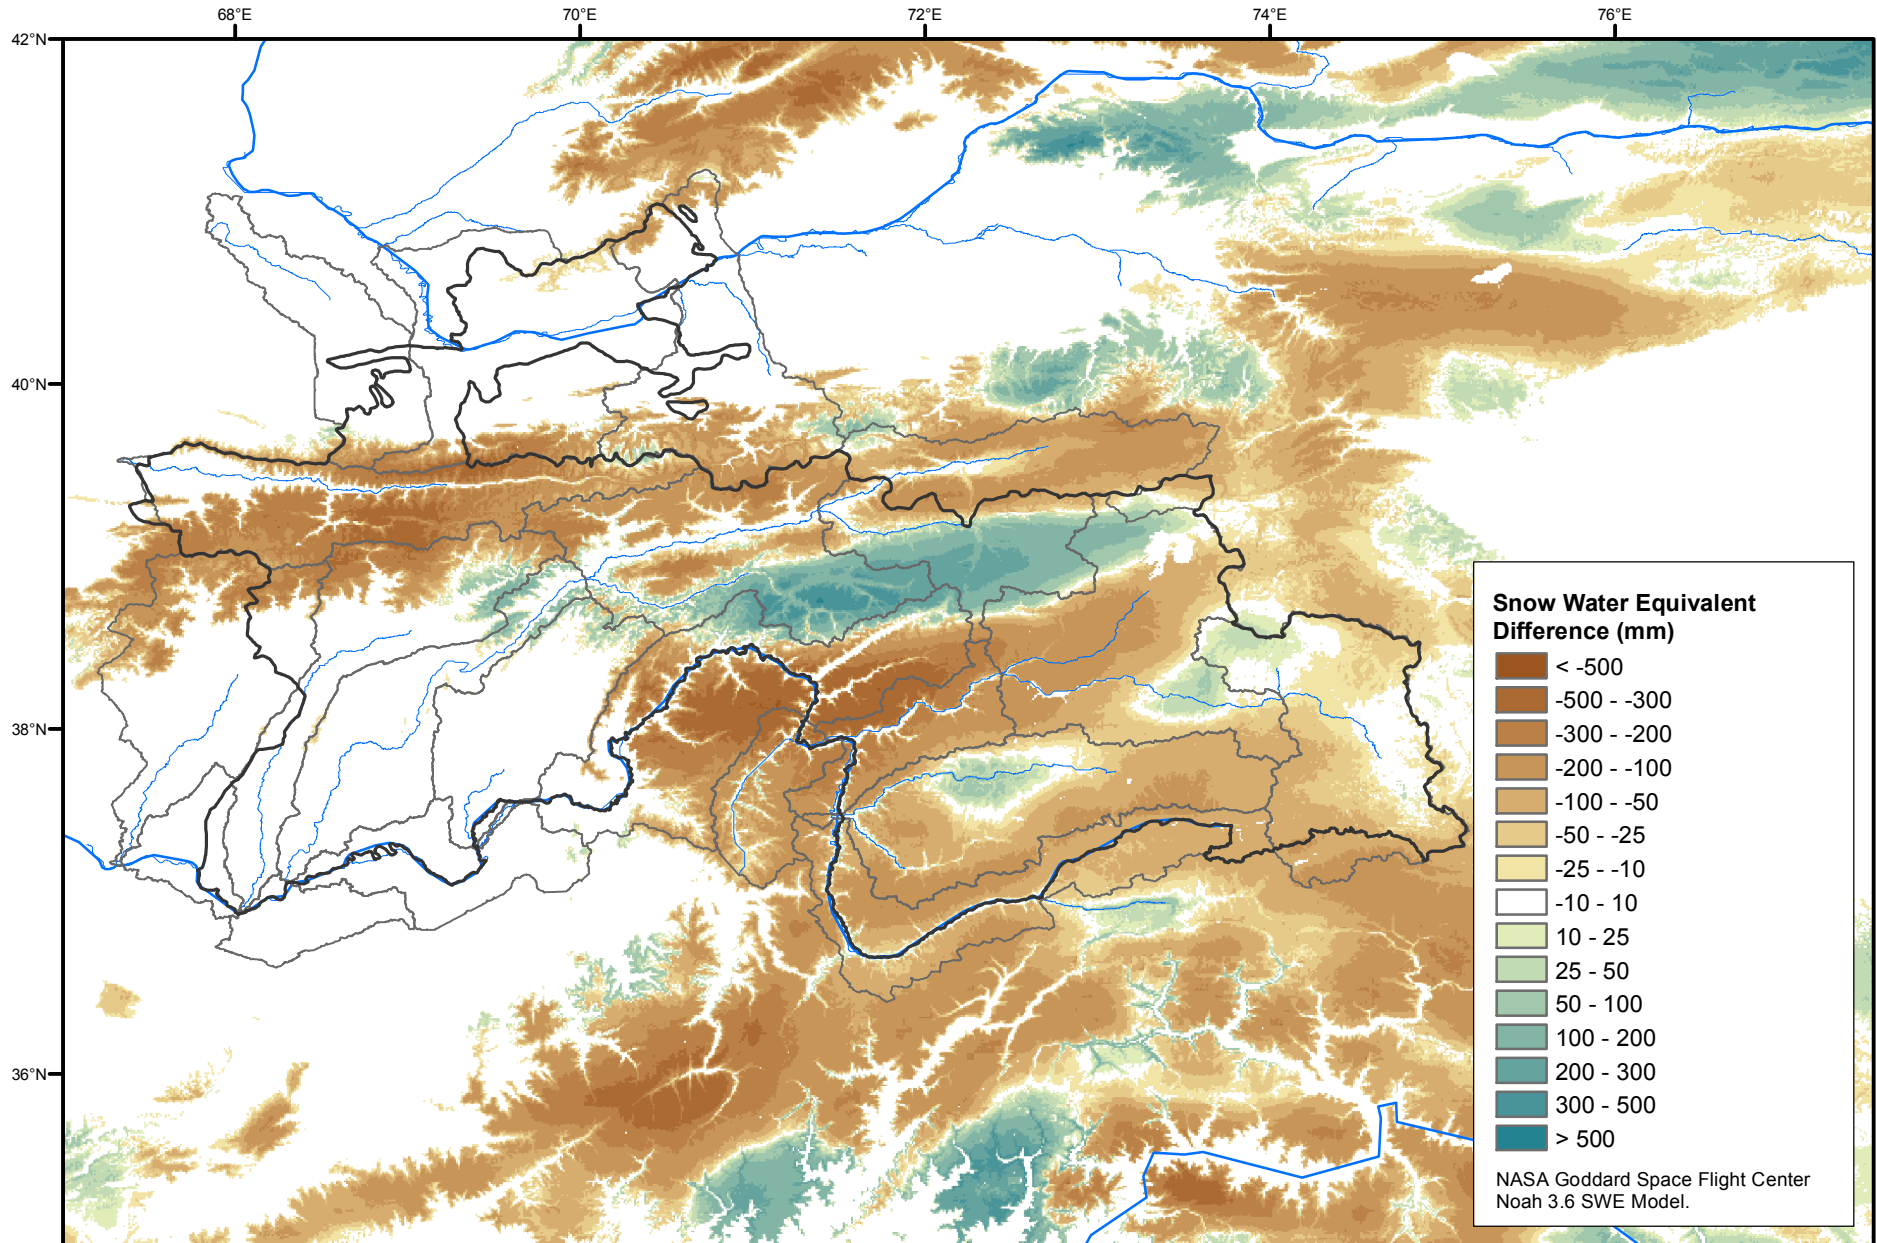 68°E
70°E
72°E
74°E
76°E
42°N
40°N
38°N
36°N
Snow Water Equivalent
Difference (mm)
< -500
-500 - -300
-300 - -200
-200 - -100
-100 - -50
-50 - -25
-25 - -10
-10 - 10
10 - 25
25 - 50
50 - 100
100 - 200
200 - 300
300 - 500
> 500
NASA Goddard Space Flight Center
Noah 3.6 SWE Model.